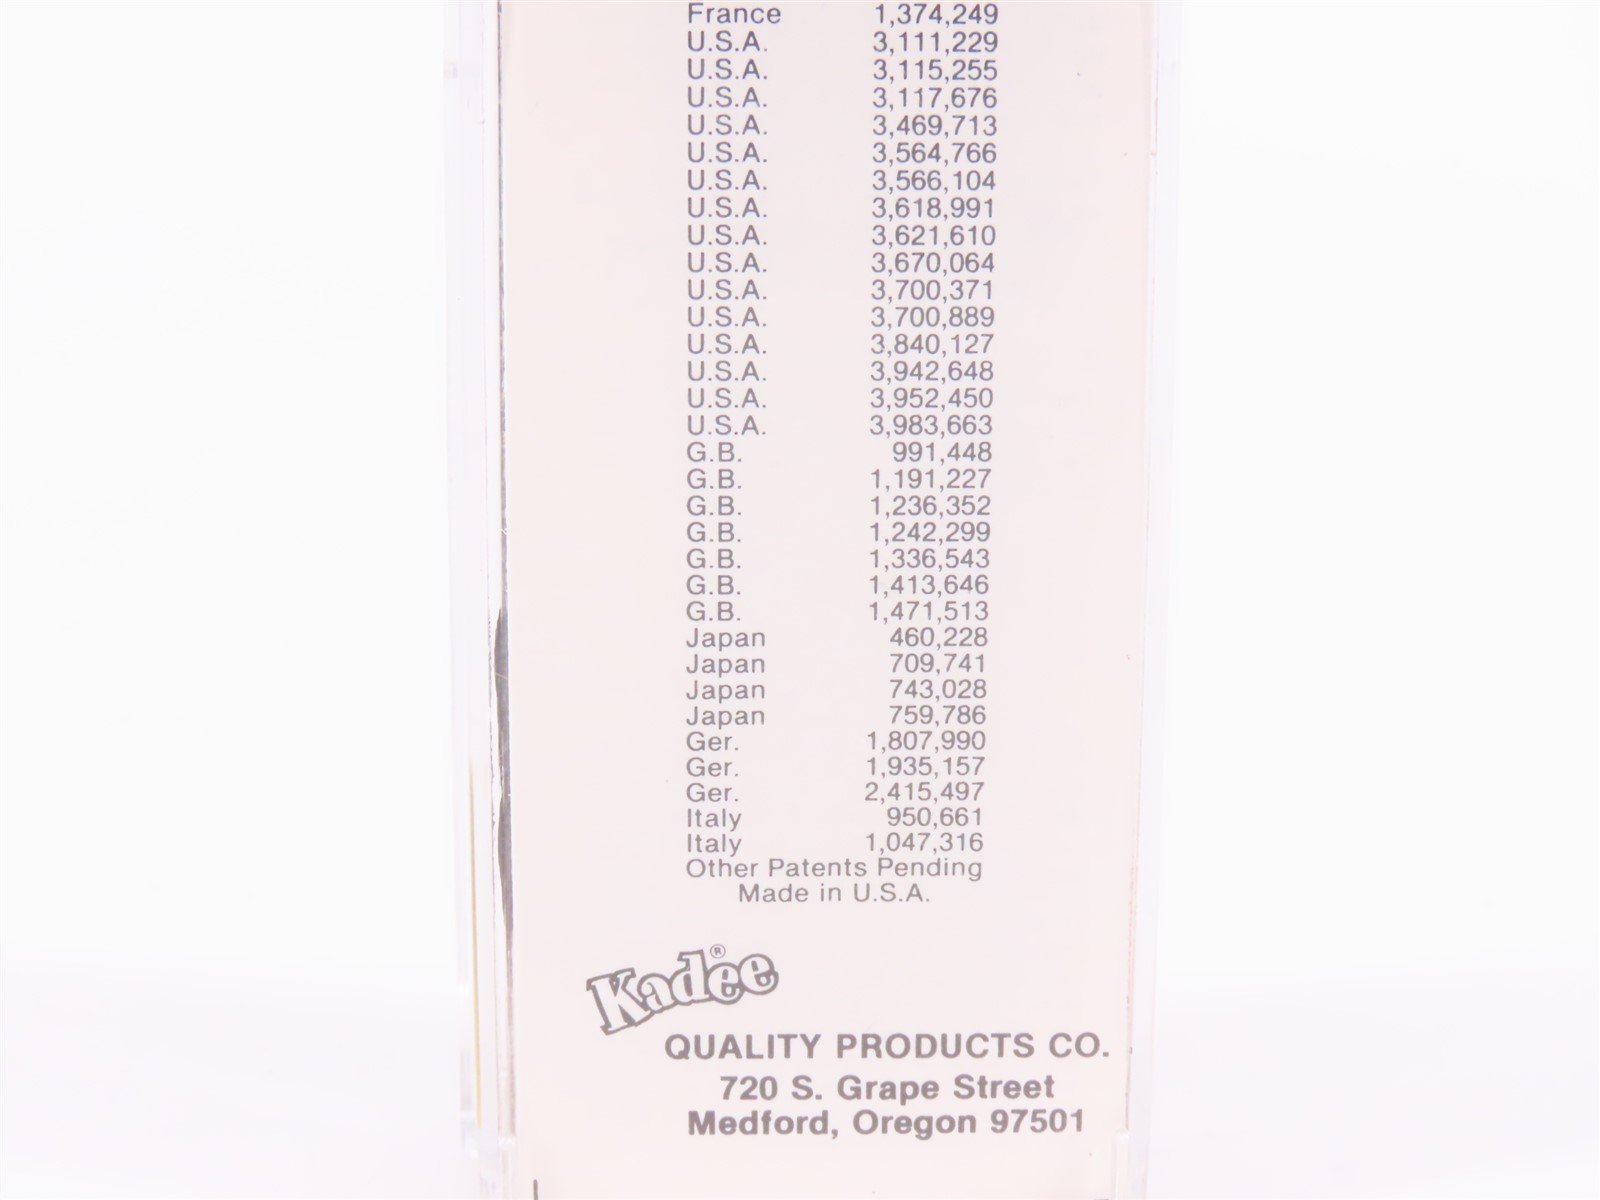 France 1,374,249
U.S.A. 3,111,229
U.S.A. 3,115,255
U.S.A. 3,117,676
U.S.A. 3,469,713
U.S.A. 3,564,766
U.S.A. 3,566,104
U.S.A. 3,618,991
U.S.A. 3,621,610
U.S.A. 3,670,064
U.S.A. 3,700,371
U.S.A. 3,700,889
U.S.A. 3,840,127
U.S.A. 3,942,648
U.S.A. 3,952,450
U.S.A. 3,983,663
G.B. 991,448
G.B. 1,191,227
G.B. 1,236,352
G.B. 1,242,299
G.B. 1,336,543
G.B. 1,413,646
G.B. 1,471,513
Japan 460,228
Japan 709,741
Japan 743,028
Japan 759,786
Ger. 1,807,990
Ger. 1,935,157
Ger. 2,415,497
Italy 950,661
Italy 1,047,316
Other Patents Pending
Made in U.S.A.
Kadee®
QUALITY PRODUCTS CO.
720 S. Grape Street
Medford, Oregon 97501